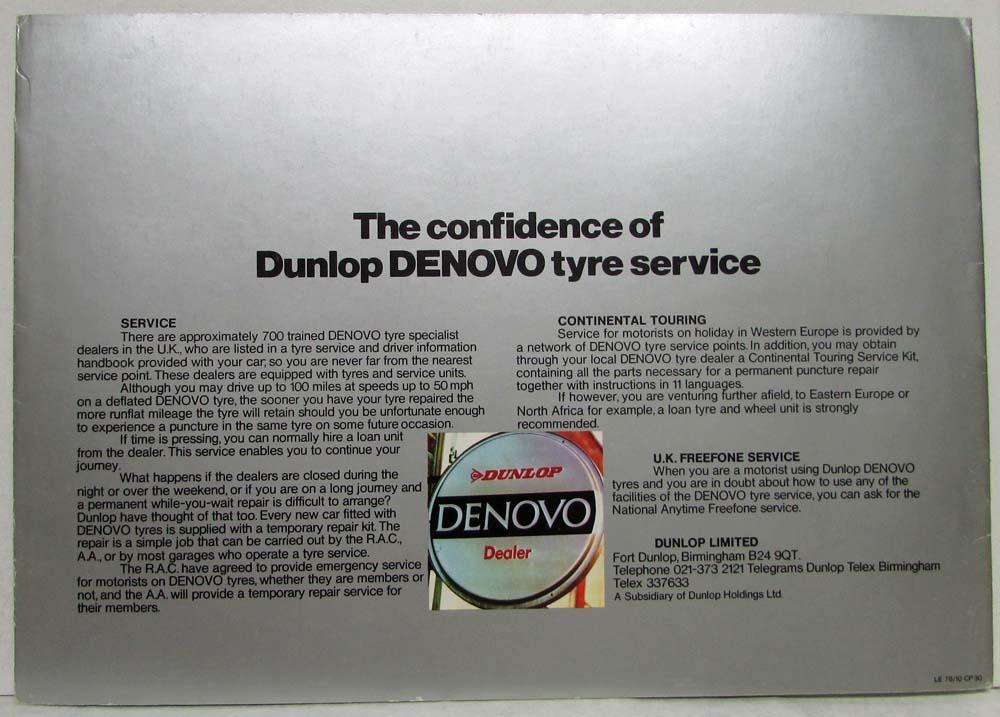 The confidence of
Dunlop DENOVO tyre service
SERVICE
There are approximately 700 trained DENOVO tyre specialist
dealers in the U.K., who are listed in a tyre service and driver information
handbook provided with your car, so you are never far from the nearest
service point. These dealers are equipped with tyres and service units.
Although you may drive up to 100 miles at speeds up to 50 mph
on a deflated DENOVO tyre, the sooner you have your tyre repaired the
more runflat mileage the tyre will retain should you be unfortunate enough
to experience a puncture in the same tyre on some future occasion.
If time is pressing, you can normally hire a loan unit
from the dealer. This service enables you to continue your
journey.
What happens if the dealers are closed during the
night or over the weekend, or if you are on a long journey and
a permanent while-you-wait repair is difficult to arrange?
Dunlop have thought of that too. Every new car fitted with
DENOVO tyres is supplied with a temporary repair kit. The
repair is a simple job that can be carried out by the R.A.C.,
A.A., or by most garages who operate a tyre service.
The R.A.C. have agreed to provide emergency service
for motorists on DENOVO tyres, whether they are members or
not, and the A.A. will provide a temporary repair service for
their members.
CONTINENTAL TOURING
Service for motorists on holiday in Western Europe is provided by
a network of DENOVO tyre service points. In addition, you may obtain
through your local DENOVO tyre dealer a Continental Touring Service Kit,
containing all the parts necessary for a permanent puncture repair
together with instructions in 11 languages.
If however, you are venturing further afield, to Eastern Europe or
North Africa for example, a loan tyre and wheel unit is strongly
recommended.
DUNLOP
DENOVO
Dealer
U.K. FREEFONE SERVICE
When you are a motorist using Dunlop DENOVO
tyres and you are in doubt about how to use any of the
facilities of the DENOVO tyre service, you can ask for the
National Anytime Freefone service.
DUNLOP LIMITED
Fort Dunlop, Birmingham B24 9QT.
Telephone 021-373 2121 Telegrams Dunlop Telex Birmingham
Telex 337633
A Subsidiary of Dunlop Holdings Ltd.
LE 78/10 CP 90